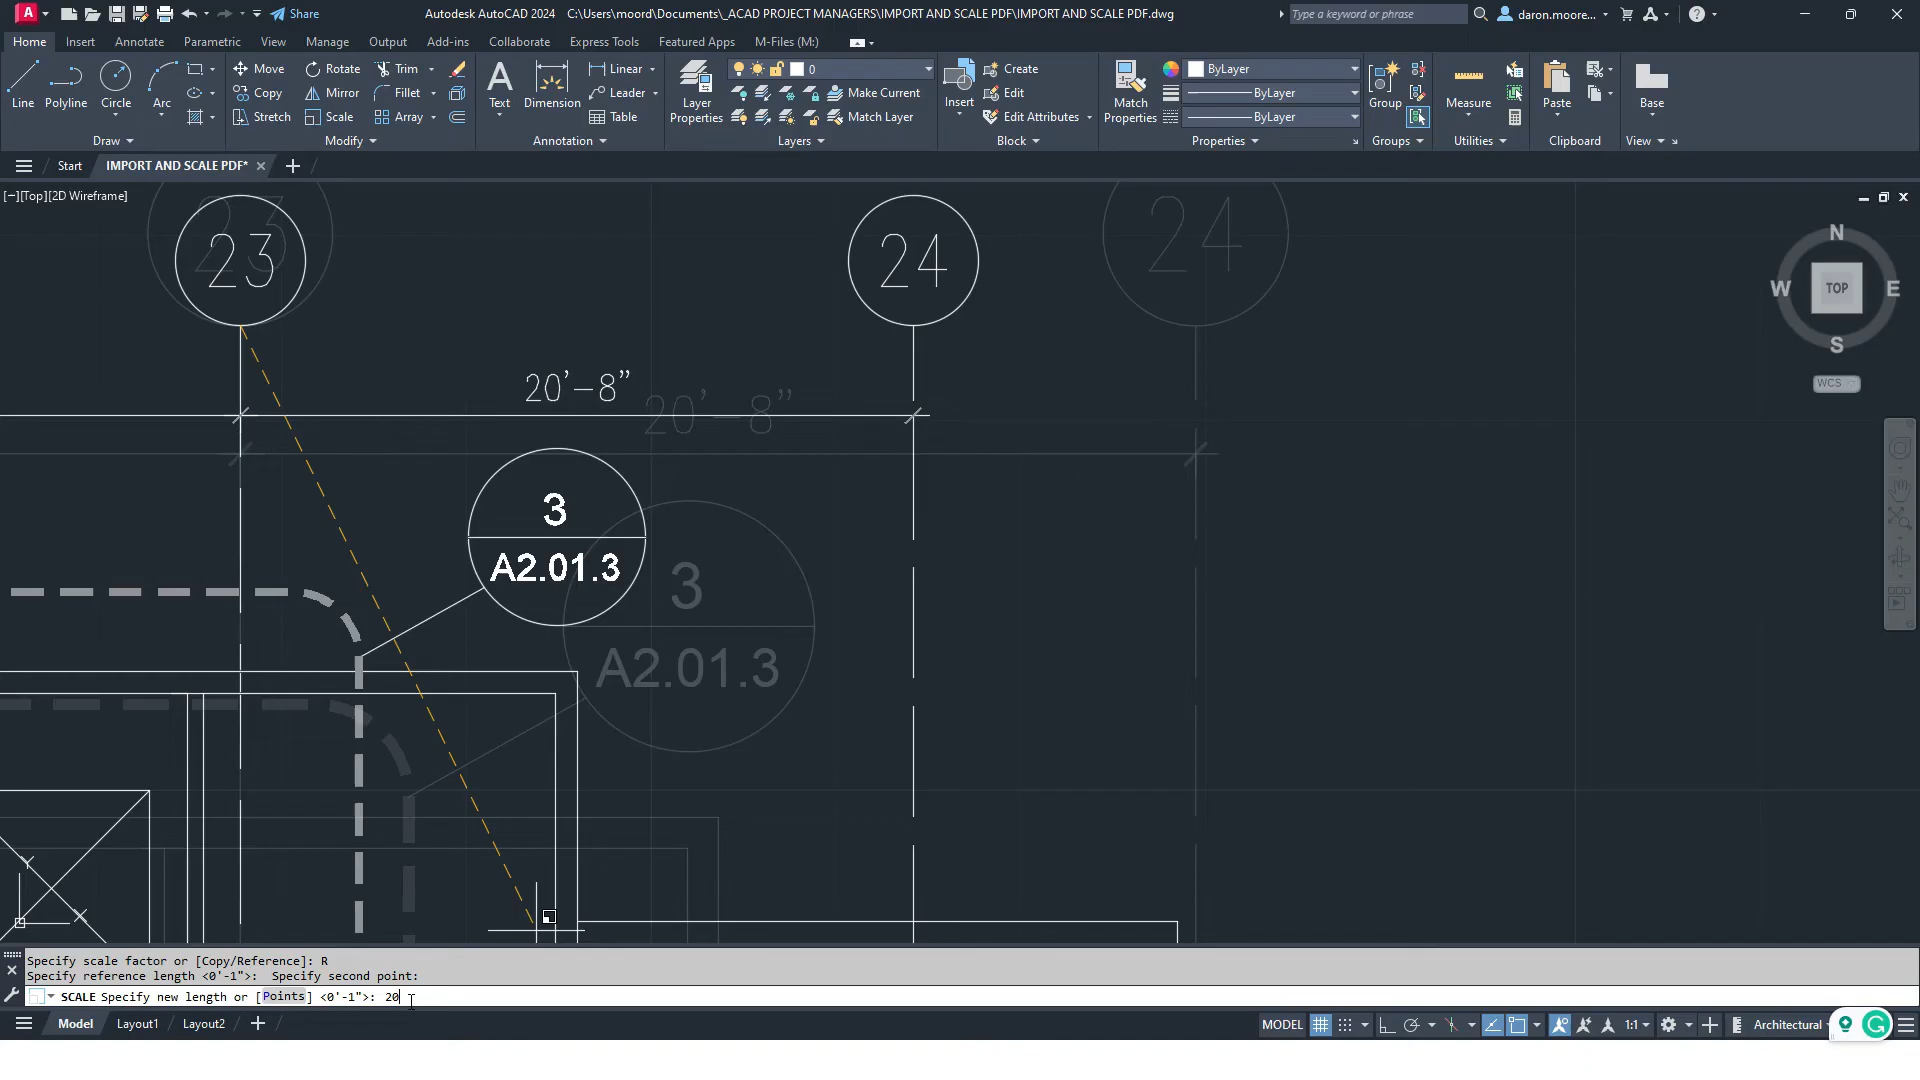 Share
Autodesk AutoCAD 2024 C:\Users\moord\Documents\_ACAD PROJECT MANAGERS\IMPORT AND SCALE PDF\IMPORT AND SCALE PDF.dwg
Type a keyword or phrase
daron.moore...
Home Insert Annotate Parametric View Manage Output Add-ins Collaborate Express Tools Featured Apps M-Files (M:)
Line Polyline Circle Arc
Move Rotate Trim
Copy Mirror Fillet
Stretch Scale Array
Text Dimension
Linear
Leader
Table
Layer Properties
0
Make Current
Match Layer
Insert
Create
Edit
Edit Attributes
Match Properties
ByLayer
ByLayer
ByLayer
Group
Measure
Paste
Base
Draw Modify Annotation Layers Block Properties Groups Utilities Clipboard View
Start IMPORT AND SCALE PDF*
[−][Top][2D Wireframe]
23
23
24
24
N
W TOP E
S
WCS
20'-8"
20'-8"
3
A2.01.3
3
A2.01.3
Y
X
Specify scale factor or [Copy/Reference]: R
Specify reference length <0'-1">: Specify second point:
SCALE Specify new length or [Points] <0'-1">: 20
Model Layout1 Layout2
MODEL
1:1
Architectural